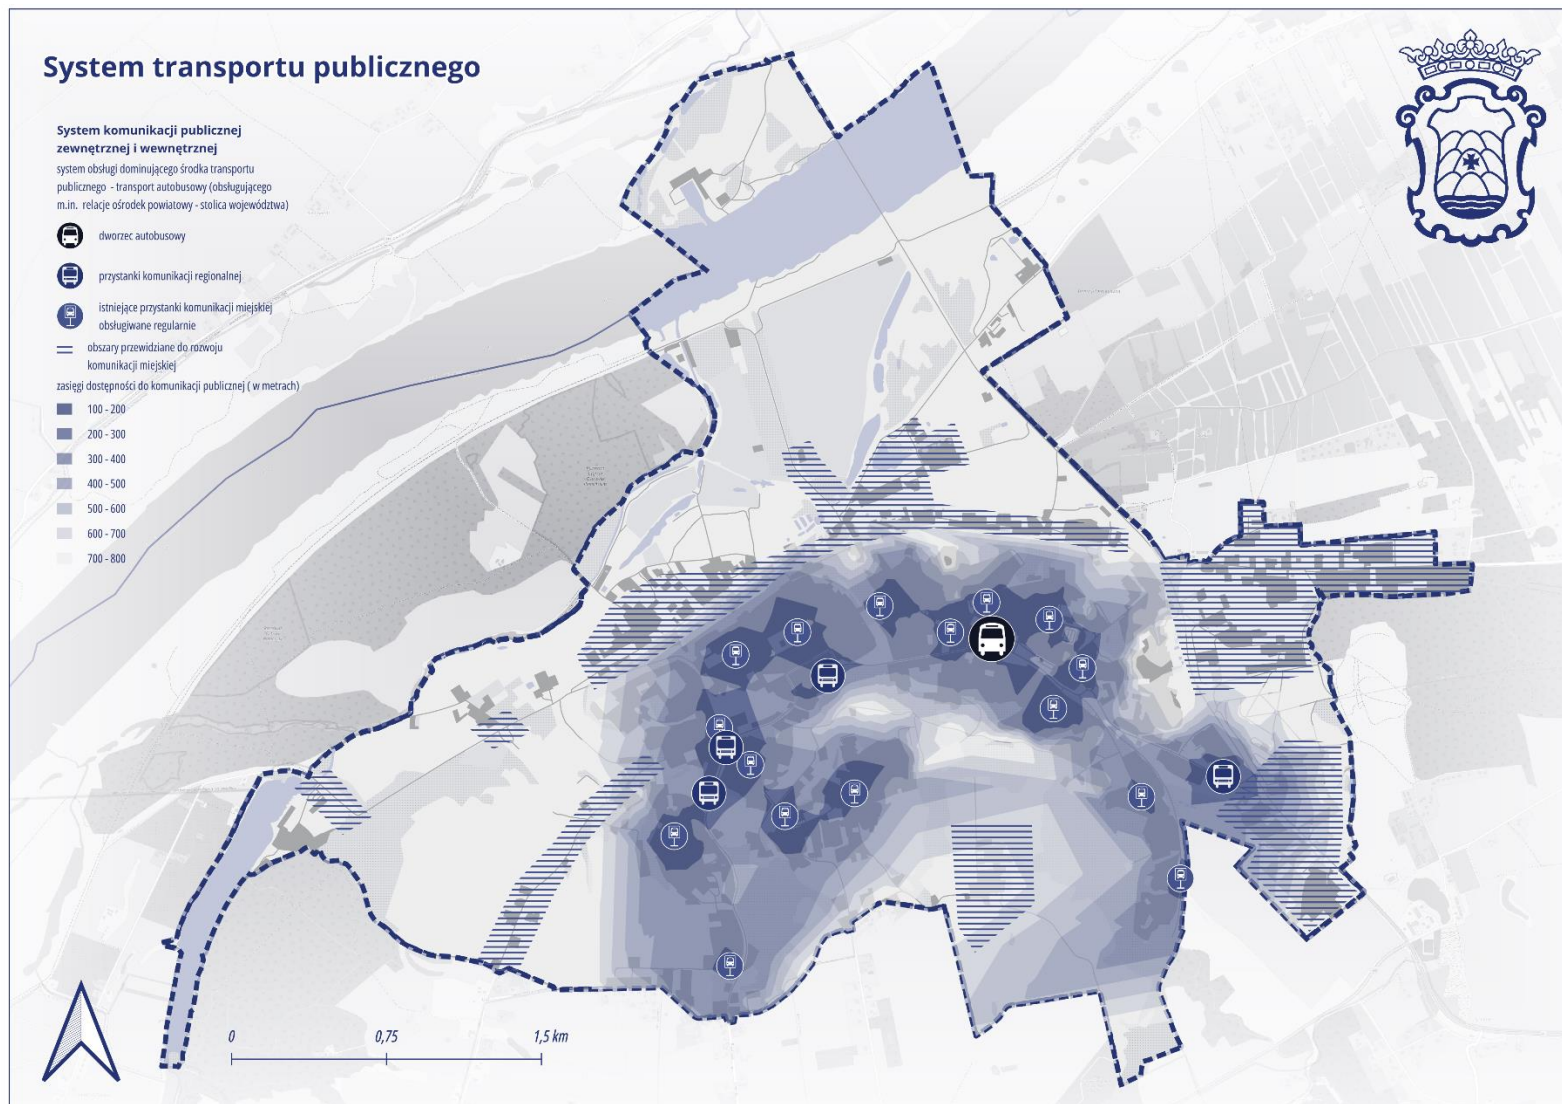 System transportu publicznego
System komunikacji publicznej
zewnętrznej i wewnętrznej
system obsługi dominującego środka transportu
publicznego - transport autobusowy (obsługującego
m.in. relacje ośrodek powiatowy - stolica województwa)
dworzec autobusowy
przystanki komunikacji regionalnej
istniejące przystanki komunikacji miejskiej
obsługiwane regularnie
obszary przewidziane do rozwoju
komunikacji miejskiej
zasięgi dostępności do komunikacji publicznej ( w metrach)
100 - 200
200 - 300
300 - 400
400 - 500
500 - 600
600 - 700
700 - 800
0
0,75
1,5 km